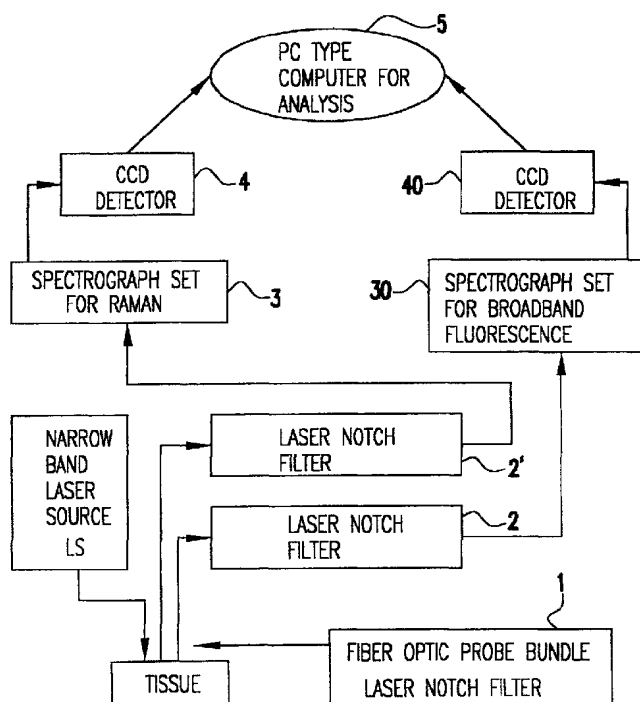 5
PC TYPE
COMPUTER FOR
ANALYSIS
CCD
DETECTOR
4
40
CCD
DETECTOR
SPECTROGRAPH SET
FOR RAMAN
3
30
SPECTROGRAPH SET
FOR BROADBAND
FLUORESCENCE
NARROW
BAND
LASER
SOURCE
LS
LASER NOTCH
FILTER
2'
LASER NOTCH
FILTER
2
1
TISSUE
FIBER OPTIC PROBE BUNDLE
LASER NOTCH FILTER